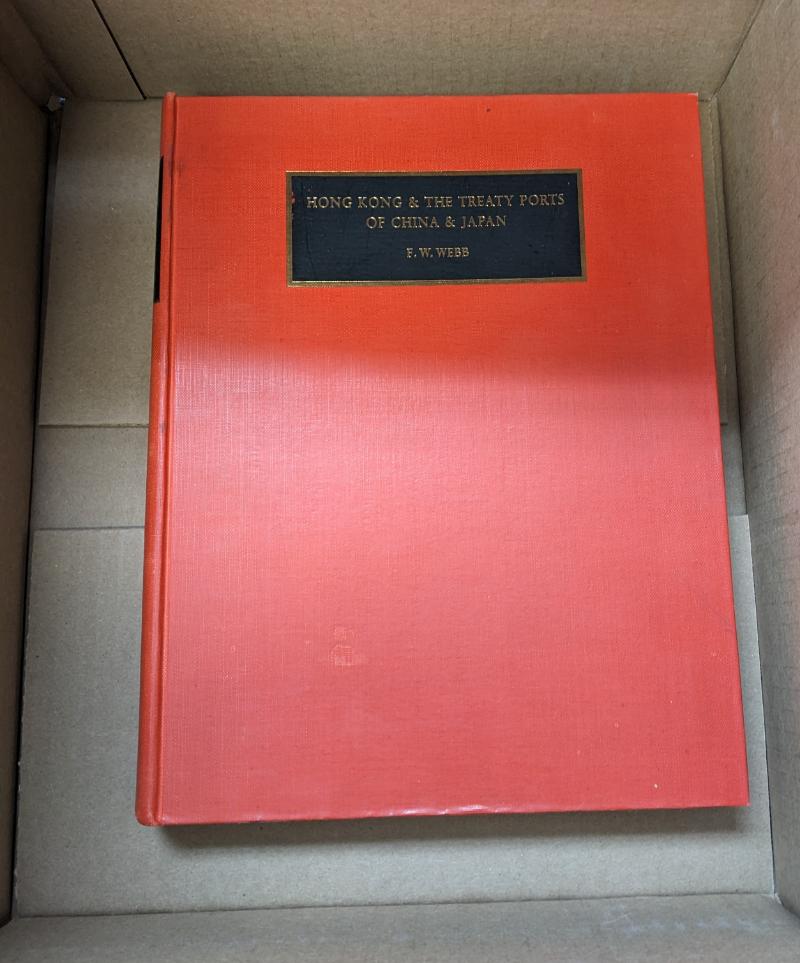 HONG KONG & THE TREATY PORTS
OF CHINA & JAPAN
F. W. WEBB